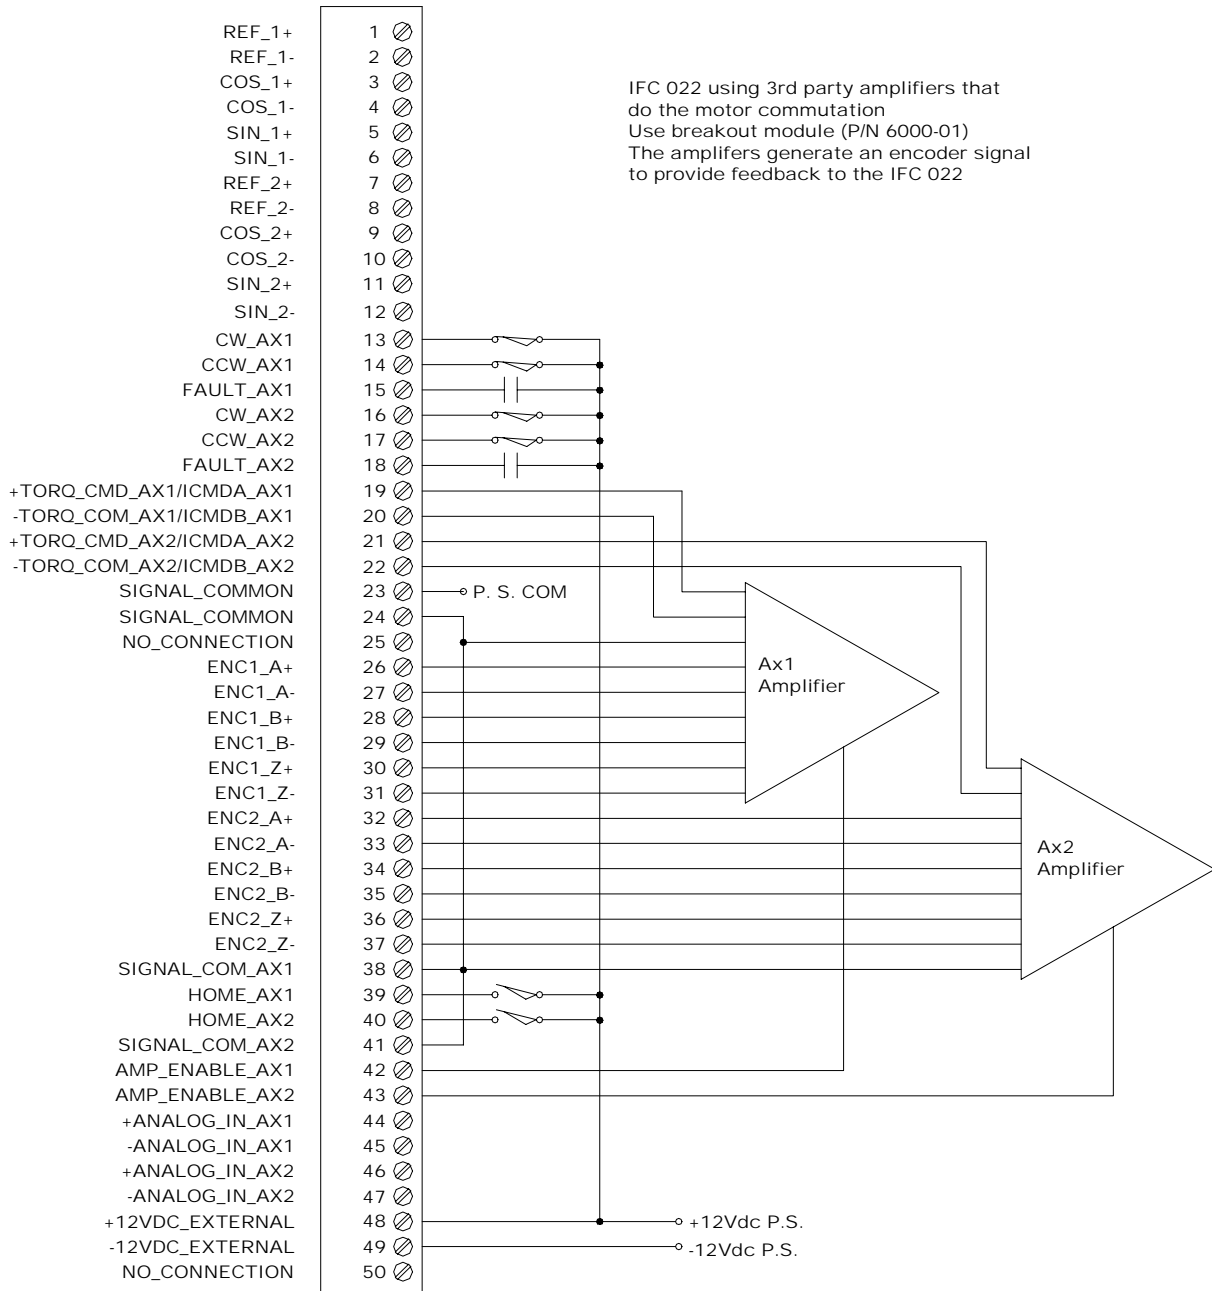 REF_1+ 1
REF_1- 2
COS_1+ 3
COS_1- 4
SIN_1+ 5
SIN_1- 6
REF_2+ 7
REF_2- 8
COS_2+ 9
COS_2- 10
SIN_2+ 11
SIN_2- 12
CW_AX1 13
CCW_AX1 14
FAULT_AX1 15
CW_AX2 16
CCW_AX2 17
FAULT_AX2 18
+TORQ_CMD_AX1/ICMDA_AX1 19
-TORQ_COM_AX1/ICMDB_AX1 20
+TORQ_CMD_AX2/ICMDA_AX2 21
-TORQ_COM_AX2/ICMDB_AX2 22
SIGNAL_COMMON 23
SIGNAL_COMMON 24
NO_CONNECTION 25
ENC1_A+ 26
ENC1_A- 27
ENC1_B+ 28
ENC1_B- 29
ENC1_Z+ 30
ENC1_Z- 31
ENC2_A+ 32
ENC2_A- 33
ENC2_B+ 34
ENC2_B- 35
ENC2_Z+ 36
ENC2_Z- 37
SIGNAL_COM_AX1 38
HOME_AX1 39
HOME_AX2 40
SIGNAL_COM_AX2 41
AMP_ENABLE_AX1 42
AMP_ENABLE_AX2 43
+ANALOG_IN_AX1 44
-ANALOG_IN_AX1 45
+ANALOG_IN_AX2 46
-ANALOG_IN_AX2 47
+12VDC_EXTERNAL 48
-12VDC_EXTERNAL 49
NO_CONNECTION 50
IFC 022 using 3rd party amplifiers that
do the motor commutation
Use breakout module (P/N 6000-01)
The amplifers generate an encoder signal
to provide feedback to the IFC 022
P. S. COM
Ax1
Amplifier
Ax2
Amplifier
+12Vdc P.S.
-12Vdc P.S.